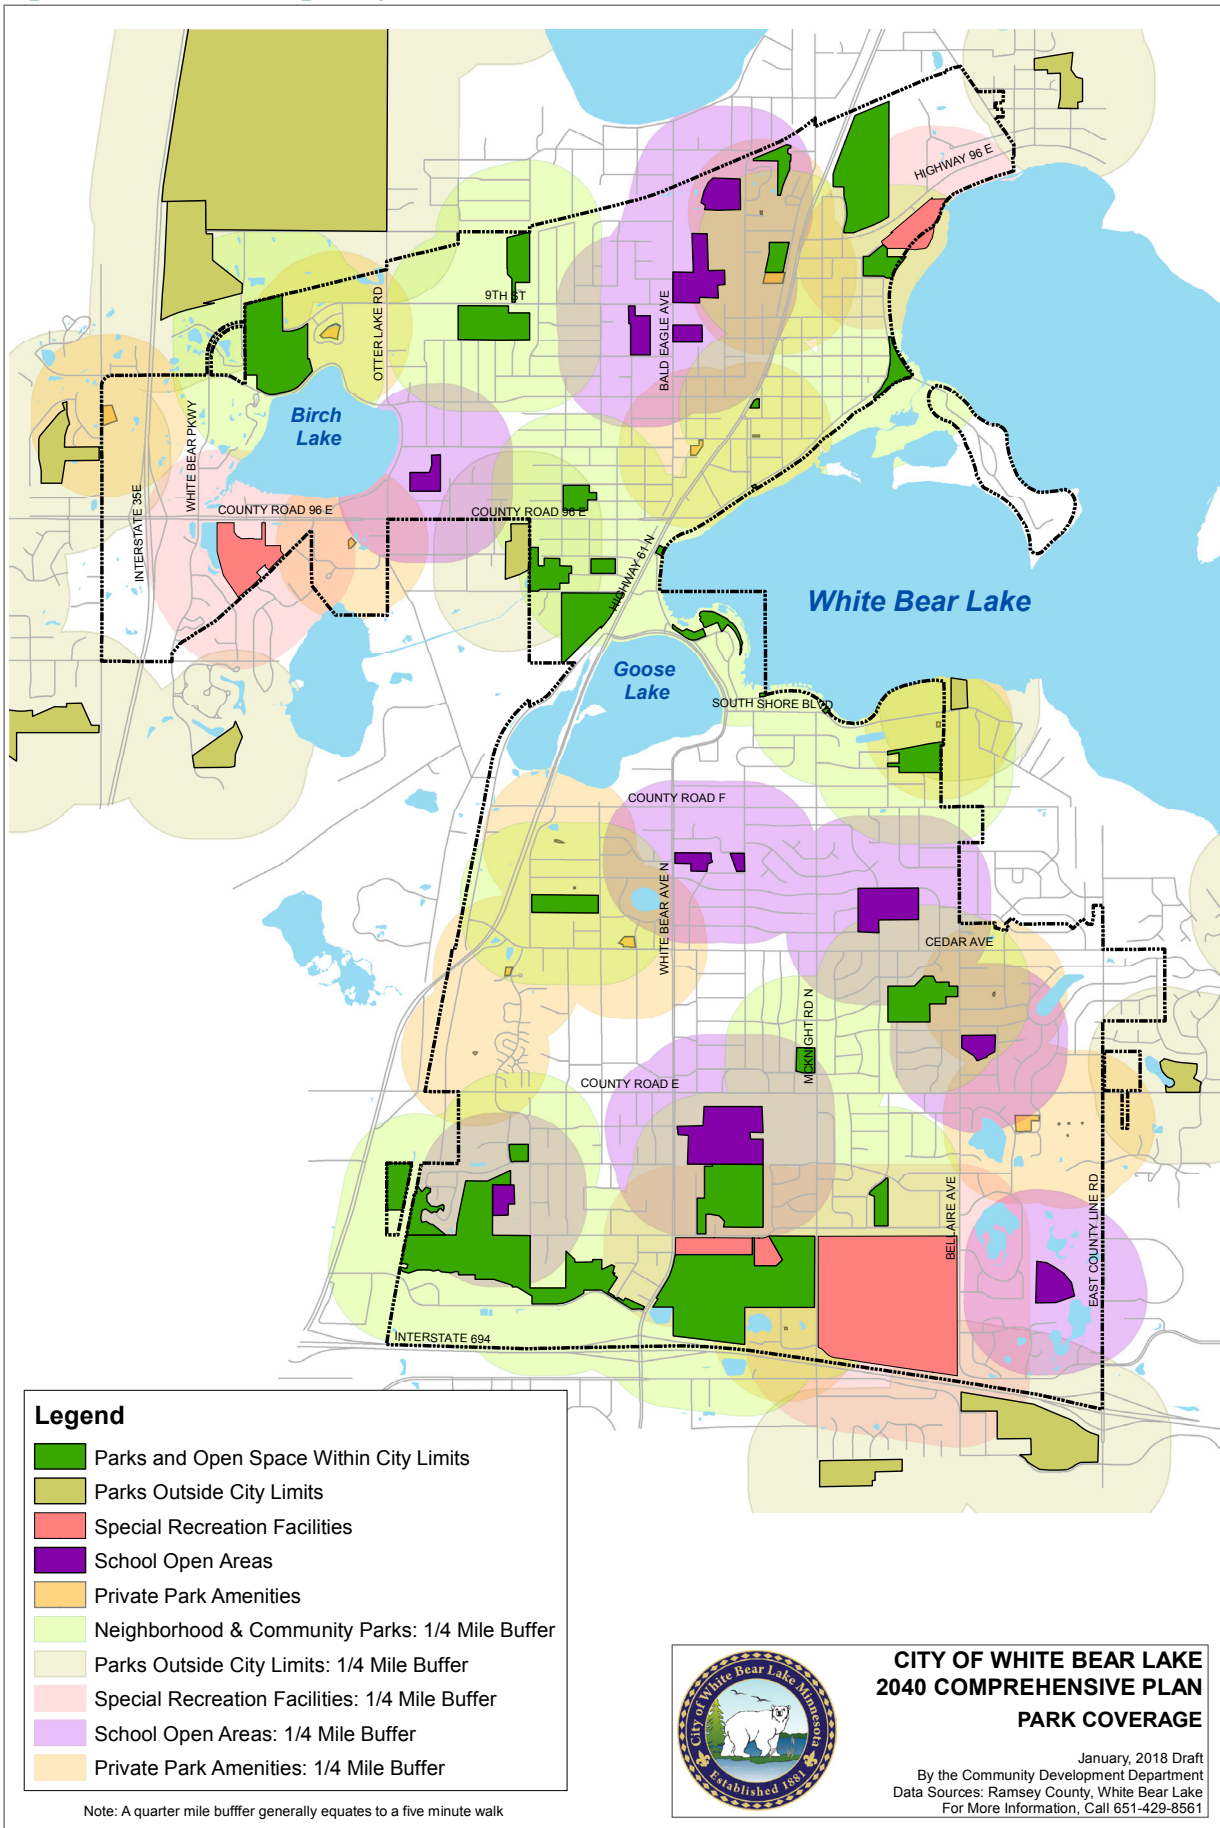 HIGHWAY 96 E
9TH ST
OTTER LAKE RD
BALD EAGLE AVE
Birch
Lake
WHITE BEAR PKWY
INTERSTATE 35E
COUNTY ROAD 96 E
COUNTY ROAD 96 E
HIGHWAY 61 N
White Bear Lake
Goose
Lake
SOUTH SHORE BLVD
COUNTY ROAD F
WHITE BEAR AVE N
CEDAR AVE
MCKNIGHT RD N
COUNTY ROAD E
BELLAIRE AVE
EAST COUNTY LINE RD
INTERSTATE 694
Legend
Parks and Open Space Within City Limits
Parks Outside City Limits
Special Recreation Facilities
School Open Areas
Private Park Amenities
Neighborhood & Community Parks: 1/4 Mile Buffer
Parks Outside City Limits: 1/4 Mile Buffer
Special Recreation Facilities: 1/4 Mile Buffer
School Open Areas: 1/4 Mile Buffer
Private Park Amenities: 1/4 Mile Buffer
Note: A quarter mile bufffer generally equates to a five minute walk
City of White Bear Lake Minnesota
Established 1881
CITY OF WHITE BEAR LAKE
2040 COMPREHENSIVE PLAN
PARK COVERAGE
January, 2018 Draft
By the Community Development Department
Data Sources: Ramsey County, White Bear Lake
For More Information, Call 651-429-8561